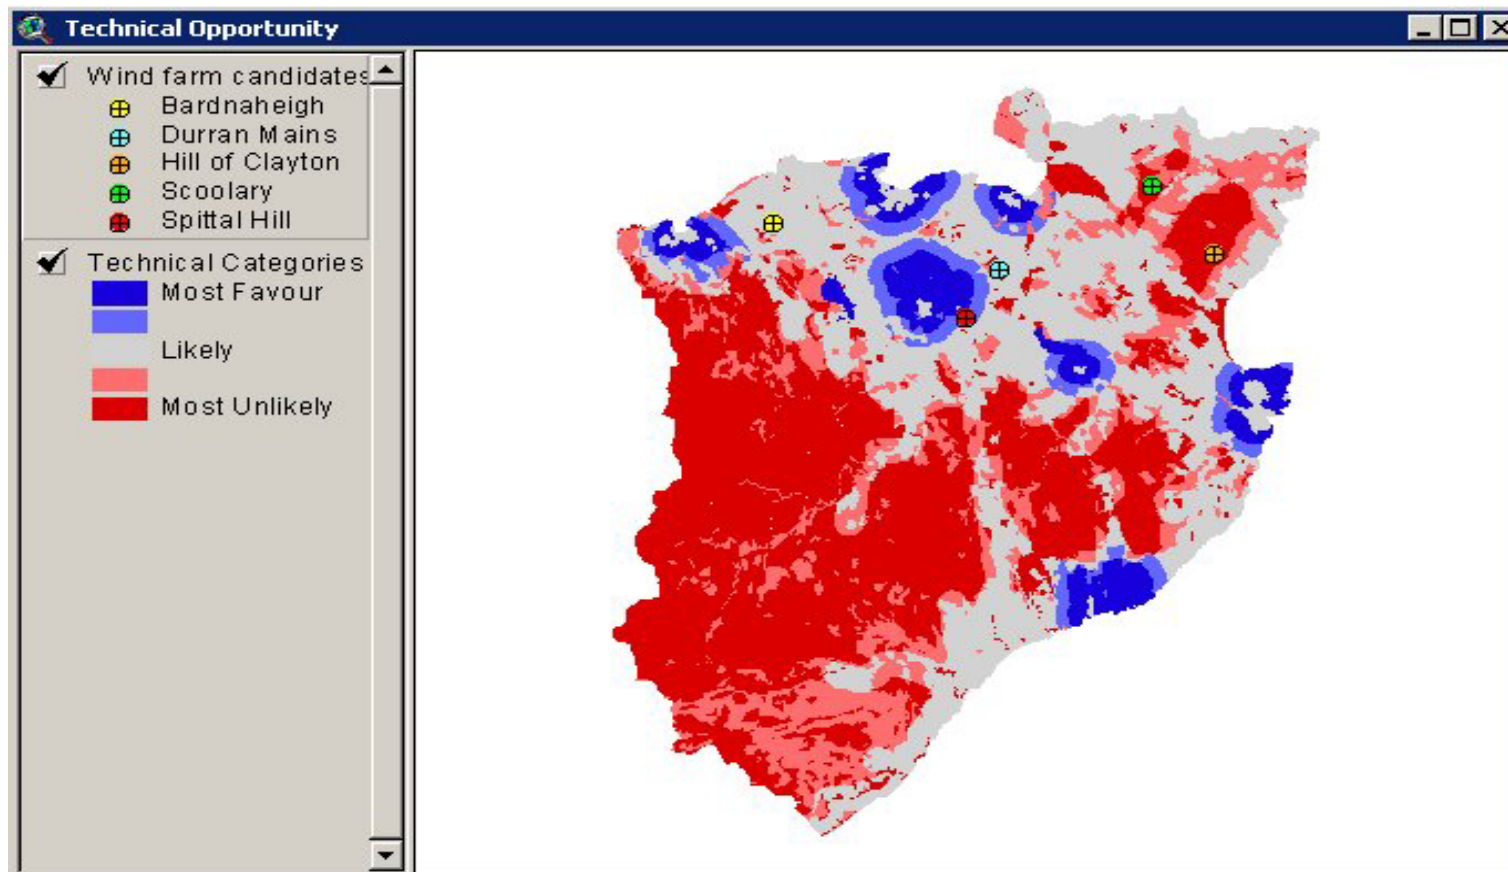 Technical Opportunity
Wind farm candidates
Bardnaheigh
Durran Mains
Hill of Clayton
Scoolary
Spittal Hill
Technical Categories
Most Favour
Likely
Most Unlikely